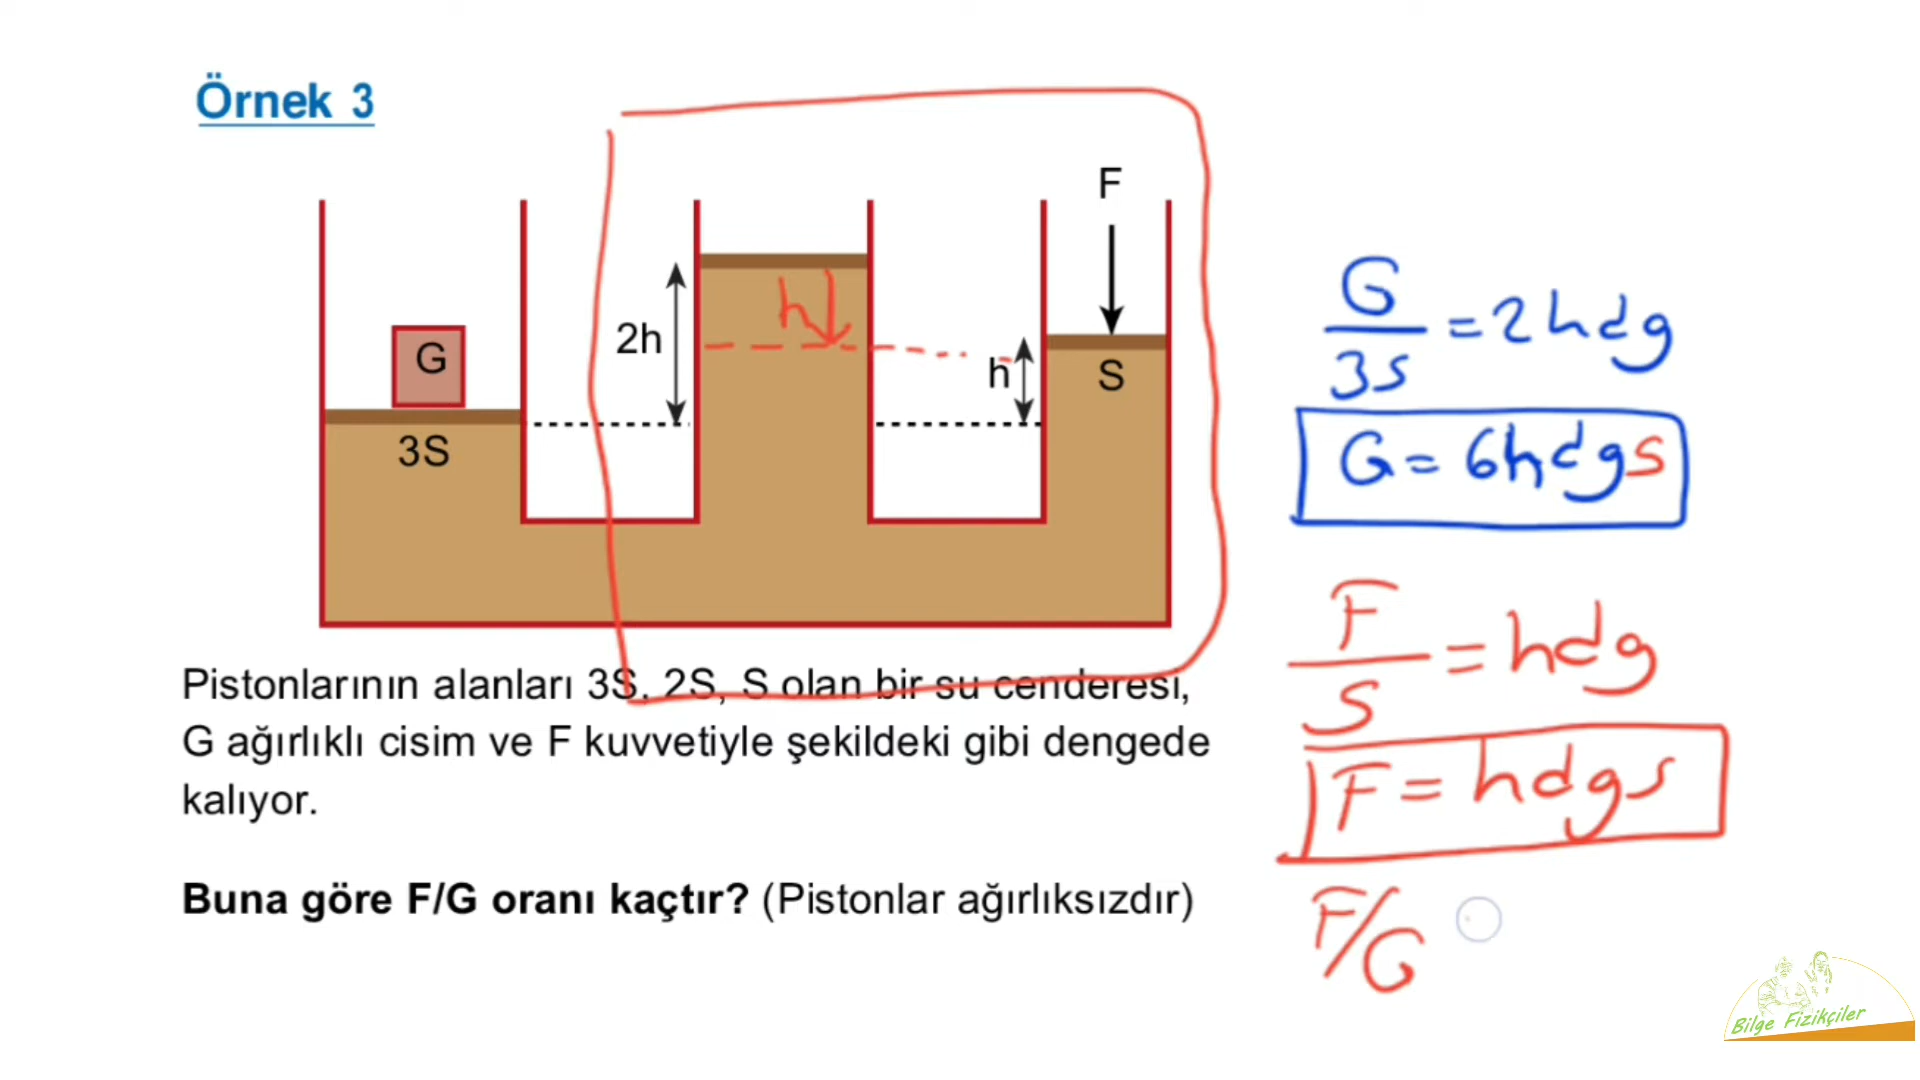 Örnek 3
F
G
2h
h
h
S
3S
G/3s = 2hdg
G = 6hdgs
F/S = hdg
F = hdgs
F/G
Pistonlarının alanları 3S, 2S, S olan bir su cenderesi,
G ağırlıklı cisim ve F kuvvetiyle şekildeki gibi dengede
kalıyor.
Buna göre F/G oranı kaçtır? (Pistonlar ağırlıksızdır)
Bilge Fizikçiler